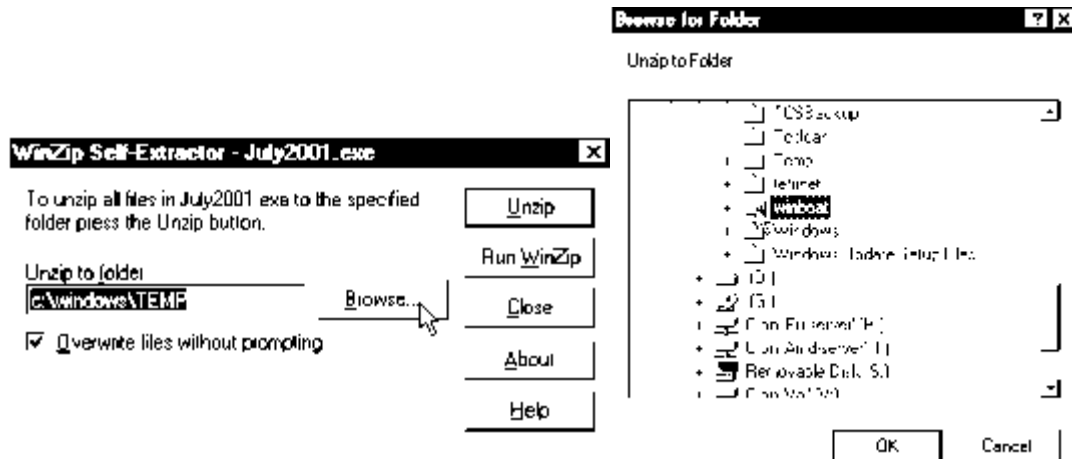 WinZip Self-Extractor - July2001.exe
To unzip all files in July2001.exe to the specified
folder press the Unzip button.
Unzip to folder
c:\windows\TEMP
Browse...
Overwrite files without prompting
Unzip
Run WinZip
Close
About
Help
Browse for Folder
Unzip to Folder
Temp
winboat
windows
Windows Update Setup Files
(D:)
(G:)
Removable Disk (S:)
OK
Cancel